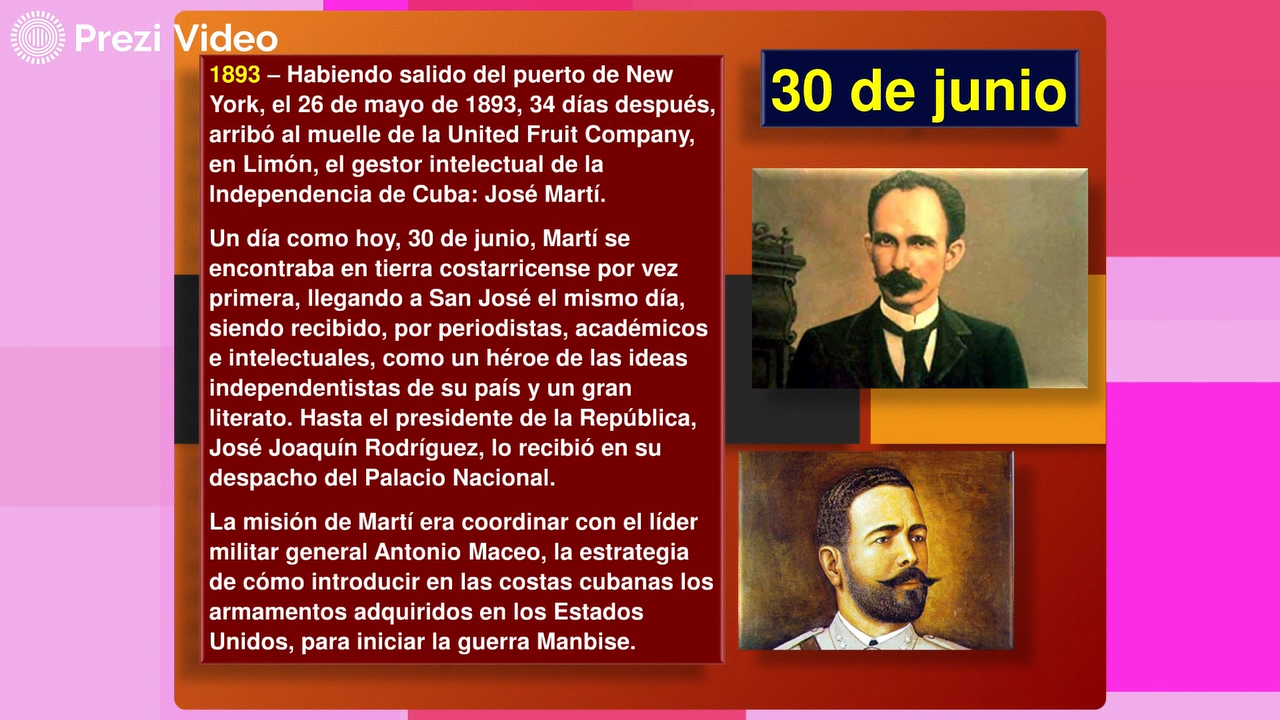 Prezi Video
1893 – Habiendo salido del puerto de New
York, el 26 de mayo de 1893, 34 días después,
arribó al muelle de la United Fruit Company,
en Limón, el gestor intelectual de la
Independencia de Cuba: José Martí.
Un día como hoy, 30 de junio, Martí se
encontraba en tierra costarricense por vez
primera, llegando a San José el mismo día,
siendo recibido, por periodistas, académicos
e intelectuales, como un héroe de las ideas
independentistas de su país y un gran
literato. Hasta el presidente de la República,
José Joaquín Rodríguez, lo recibió en su
despacho del Palacio Nacional.
La misión de Martí era coordinar con el líder
militar general Antonio Maceo, la estrategia
de cómo introducir en las costas cubanas los
armamentos adquiridos en los Estados
Unidos, para iniciar la guerra Manbise.
30 de junio